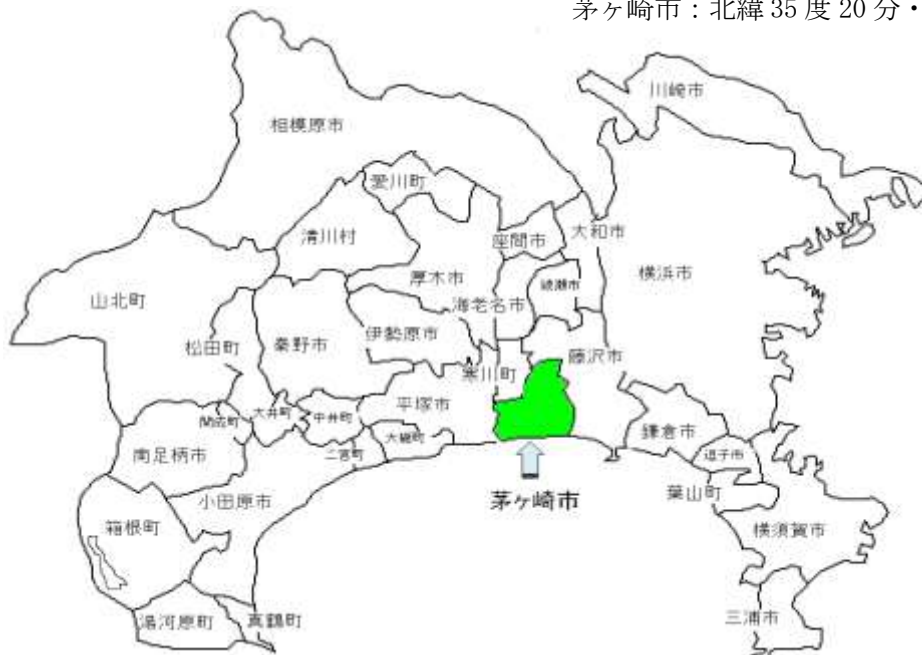 茅ヶ崎市：北緯 35 度 20 分・
川崎市
相模原市
愛川町
清川村
座間市
大和市
厚木市
横浜市
綾瀬市
山北町
海老名市
伊勢原市
松田町
秦野市
藤沢市
寒川町
平塚市
開成町
大井町
中井町
大磯町
鎌倉市
逗子市
南足柄市
二宮町
葉山町
小田原市
茅ヶ崎市
箱根町
横須賀市
湯河原町
真鶴町
三浦市